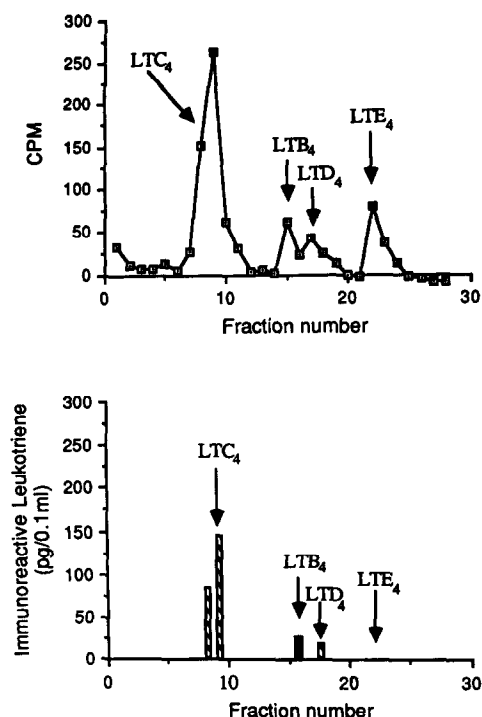 300
250
200
150
100
50
0
CPM
LTC4
LTB4
LTD4
LTE4
0
10
20
30
Fraction number
300
250
200
150
100
50
0
Immunoreactive Leukotriene
(pg/0.1ml)
LTC4
LTB4
LTD4
LTE4
0
10
20
30
Fraction number